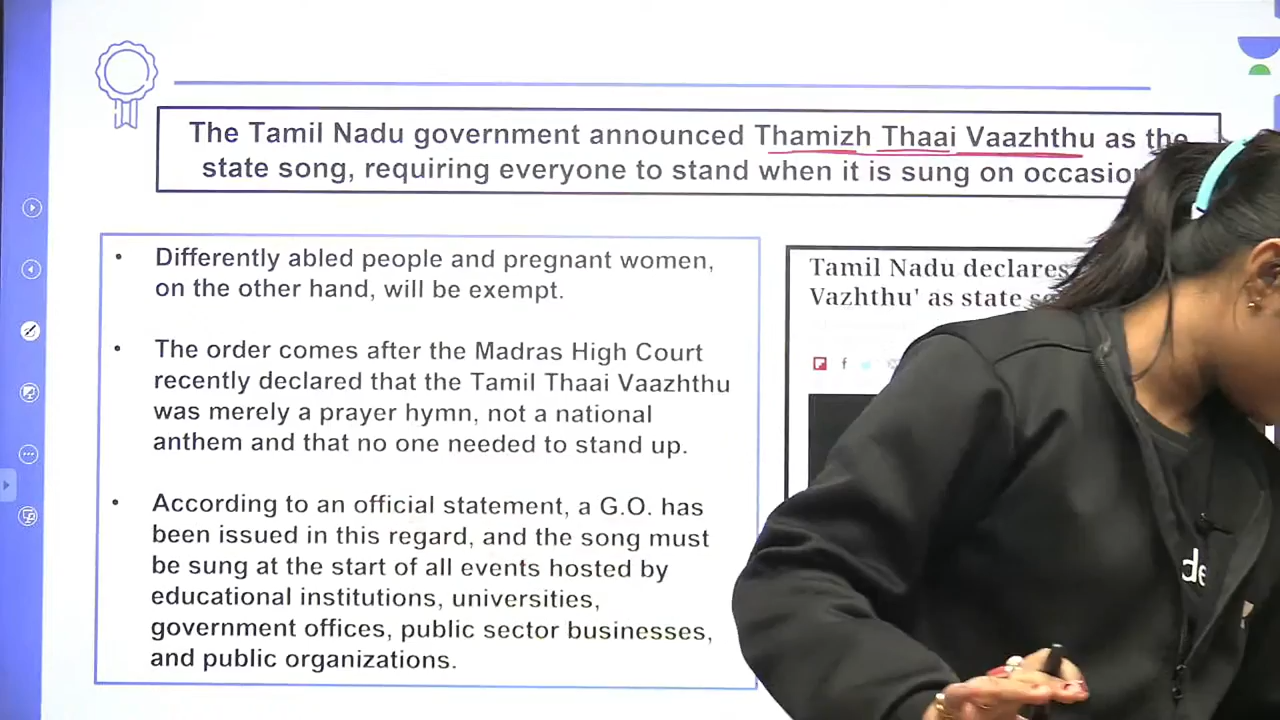 The Tamil Nadu government announced Thamizh Thaai Vaazhthu as the
state song, requiring everyone to stand when it is sung on
• Differently abled people and pregnant women,
on the other hand, will be exempt.
• The order comes after the Madras High Court
recently declared that the Tamil Thaai Vaazhthu
was merely a prayer hymn, not a national
anthem and that no one needed to stand up.
• According to an official statement, a G.O. has
been issued in this regard, and the song must
be sung at the start of all events hosted by
educational institutions, universities,
government offices, public sector businesses,
and public organizations.
Tamil Nadu declares
Vazhthu' as state
de